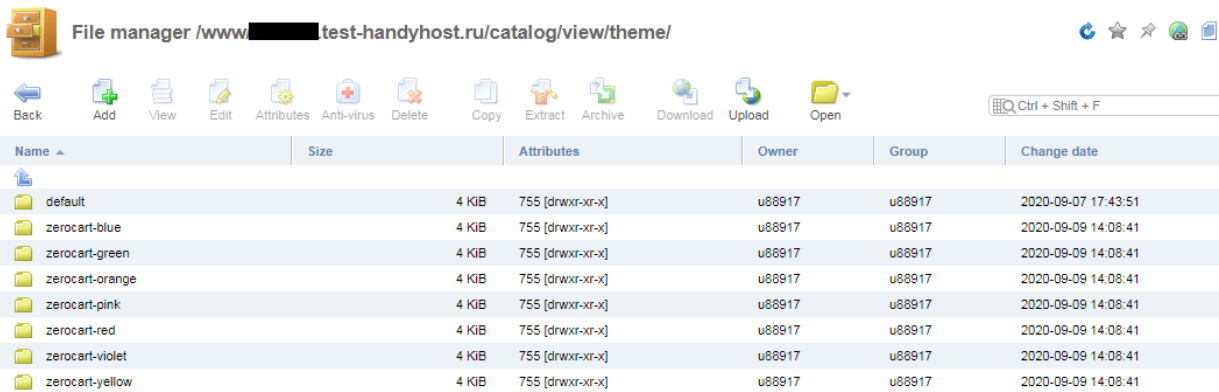 File manager /www/ .test-handyhost.ru/catalog/view/theme/
Back Add View Edit Attributes Anti-virus Delete Copy Extract Archive Download Upload Open Ctrl + Shift + F
Name Size Attributes Owner Group Change date
default 4 KiB 755 [drwxr-xr-x] u88917 u88917 2020-09-07 17:43:51
zerocart-blue 4 KiB 755 [drwxr-xr-x] u88917 u88917 2020-09-09 14:08:41
zerocart-green 4 KiB 755 [drwxr-xr-x] u88917 u88917 2020-09-09 14:08:41
zerocart-orange 4 KiB 755 [drwxr-xr-x] u88917 u88917 2020-09-09 14:08:41
zerocart-pink 4 KiB 755 [drwxr-xr-x] u88917 u88917 2020-09-09 14:08:41
zerocart-red 4 KiB 755 [drwxr-xr-x] u88917 u88917 2020-09-09 14:08:41
zerocart-violet 4 KiB 755 [drwxr-xr-x] u88917 u88917 2020-09-09 14:08:41
zerocart-yellow 4 KiB 755 [drwxr-xr-x] u88917 u88917 2020-09-09 14:08:41